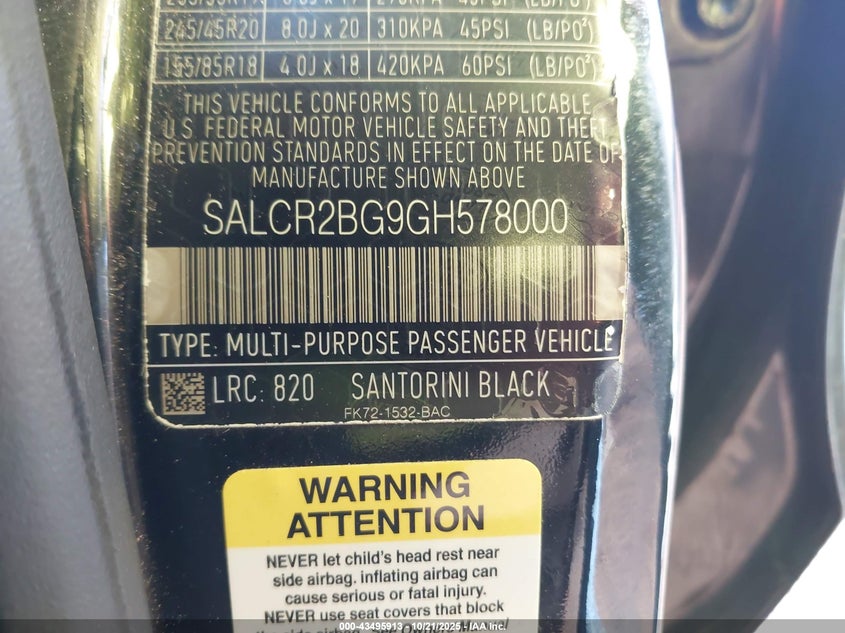 245/45R20 8.0J x 20 310KPA 45PSI (LB/PO²)
155/85R18 4.0J x 18 420KPA 60PSI (LB/PO²)
THIS VEHICLE CONFORMS TO ALL APPLICABLE
U.S. FEDERAL MOTOR VEHICLE SAFETY AND THEFT
PREVENTION STANDARDS IN EFFECT ON THE DATE OF
MANUFACTURE SHOWN ABOVE
SALCR2BG9GH578000
TYPE: MULTI-PURPOSE PASSENGER VEHICLE
LRC: 820 SANTORINI BLACK
FK72-1532-BAC
WARNING
ATTENTION
NEVER let child's head rest near
side airbag. inflating airbag can
cause serious or fatal injury.
NEVER use seat covers that block
000-43495913 - 10/21/2025 - IAA Inc.